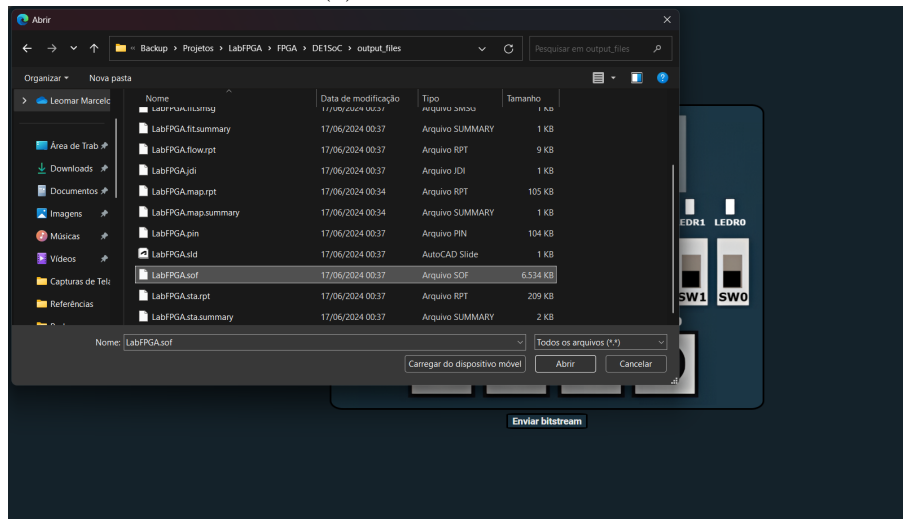 Abrir
Backup > Projetos > LabFPGA > FPGA > DE1SoC > output_files
Pesquisar em output_files
Organizar Nova pasta
Leomar Marcelo
Nome Data de modificação Tipo Tamanho
LabFPGA.fit.smsg 17/06/2024 00:37 Arquivo SMSG 1 KB
LabFPGA.fit.summary 17/06/2024 00:37 Arquivo SUMMARY 1 KB
Área de Trab LabFPGA.flow.rpt 17/06/2024 00:37 Arquivo RPT 9 KB
Downloads LabFPGA.jdi 17/06/2024 00:37 Arquivo JDI 1 KB
Documentos LabFPGA.map.rpt 17/06/2024 00:34 Arquivo RPT 105 KB
Imagens LabFPGA.map.summary 17/06/2024 00:34 Arquivo SUMMARY 1 KB
Músicas LabFPGA.pin 17/06/2024 00:37 Arquivo PIN 104 KB
Vídeos LabFPGA.sld 17/06/2024 00:37 AutoCAD Slide 1 KB
Capturas de Tela LabFPGA.sof 17/06/2024 00:37 Arquivo SOF 6.534 KB
Referências LabFPGA.sta.rpt 17/06/2024 00:37 Arquivo RPT 209 KB
LabFPGA.sta.summary 17/06/2024 00:37 Arquivo SUMMARY 2 KB
Nome: LabFPGA.sof Todos os arquivos (*.*)
Carregar do dispositivo móvel Abrir Cancelar
EDR1 LEDR0
SW1 SW0
Enviar bitstream